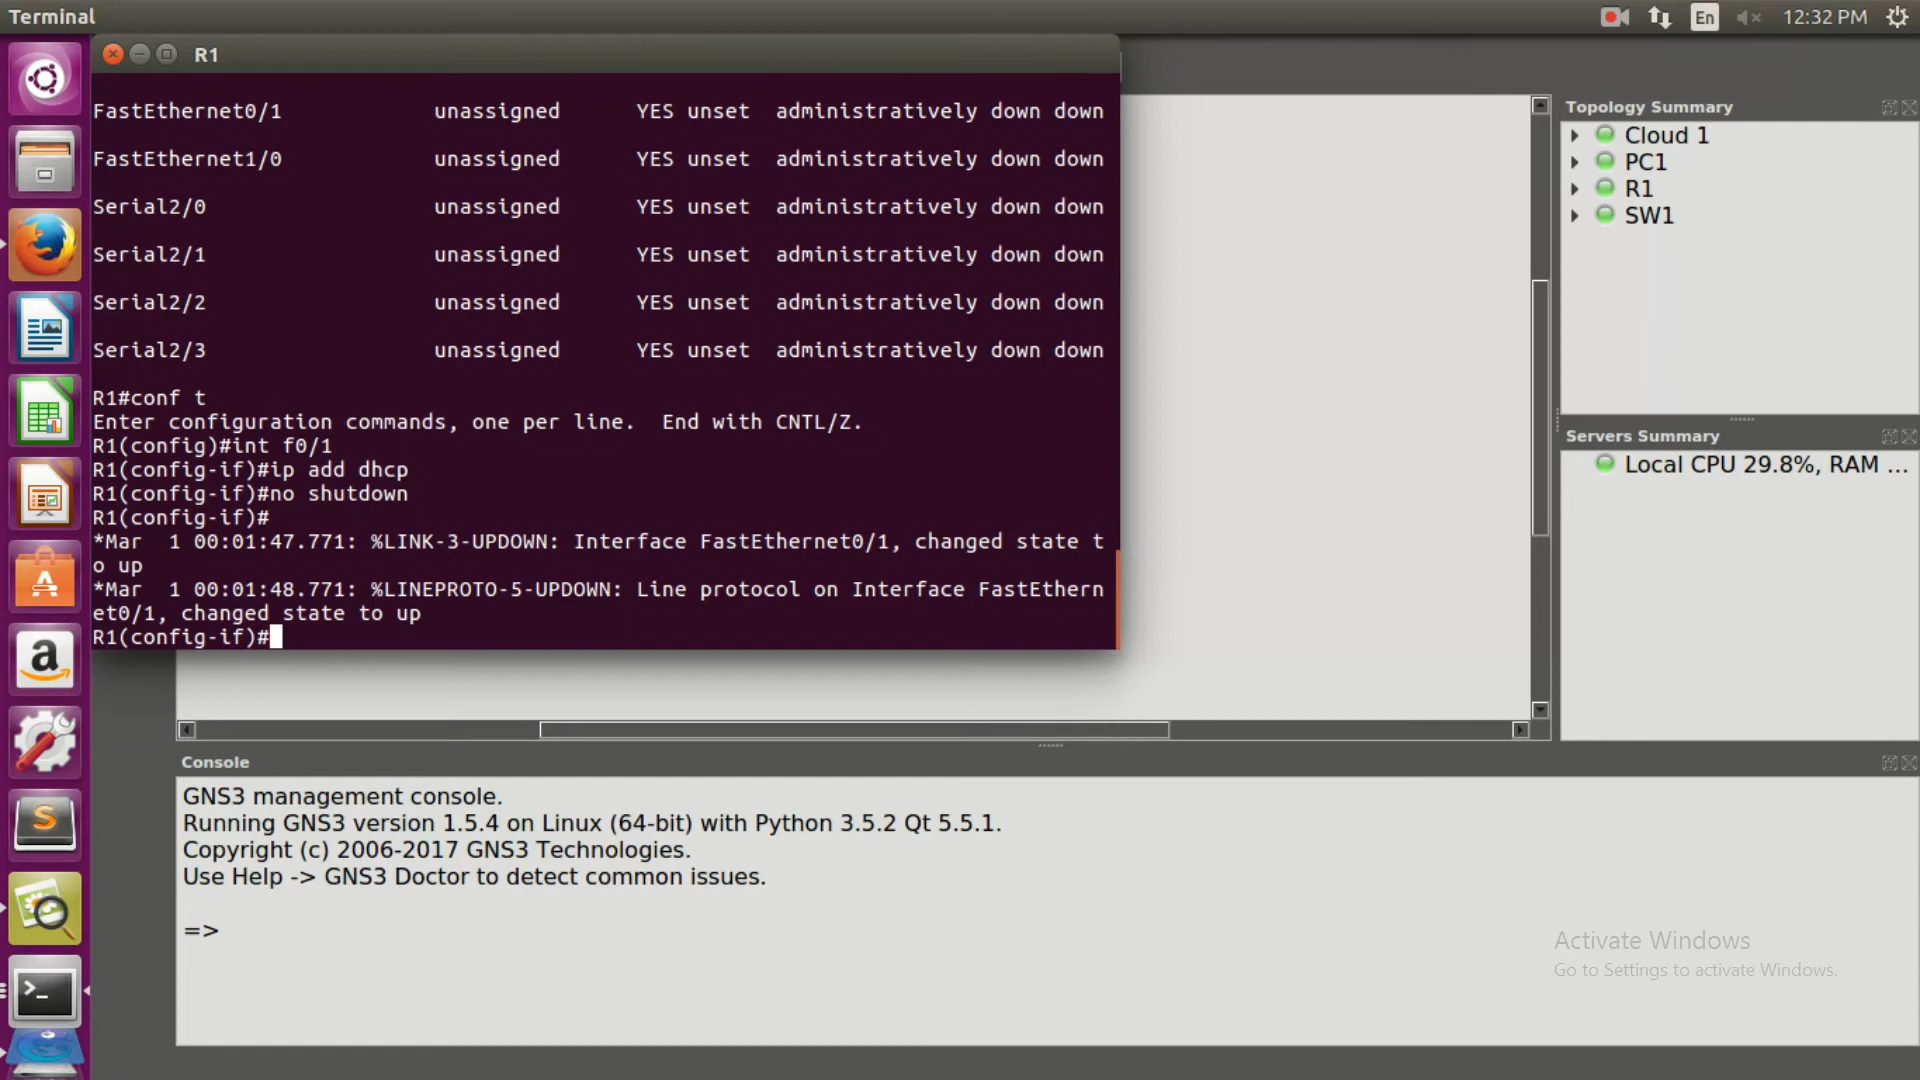 Terminal
En
12:32 PM
R1
FastEthernet0/1 unassigned YES unset administratively down down
FastEthernet1/0 unassigned YES unset administratively down down
Serial2/0 unassigned YES unset administratively down down
Serial2/1 unassigned YES unset administratively down down
Serial2/2 unassigned YES unset administratively down down
Serial2/3 unassigned YES unset administratively down down
R1#conf t
Enter configuration commands, one per line. End with CNTL/Z.
R1(config)#int f0/1
R1(config-if)#ip add dhcp
R1(config-if)#no shutdown
R1(config-if)#
*Mar 1 00:01:47.771: %LINK-3-UPDOWN: Interface FastEthernet0/1, changed state t
o up
*Mar 1 00:01:48.771: %LINEPROTO-5-UPDOWN: Line protocol on Interface FastEthern
et0/1, changed state to up
R1(config-if)#
Topology Summary
Cloud 1
PC1
R1
SW1
Servers Summary
Local CPU 29.8%, RAM ...
Console
GNS3 management console.
Running GNS3 version 1.5.4 on Linux (64-bit) with Python 3.5.2 Qt 5.5.1.
Copyright (c) 2006-2017 GNS3 Technologies.
Use Help -> GNS3 Doctor to detect common issues.
=>
Activate Windows
Go to Settings to activate Windows.